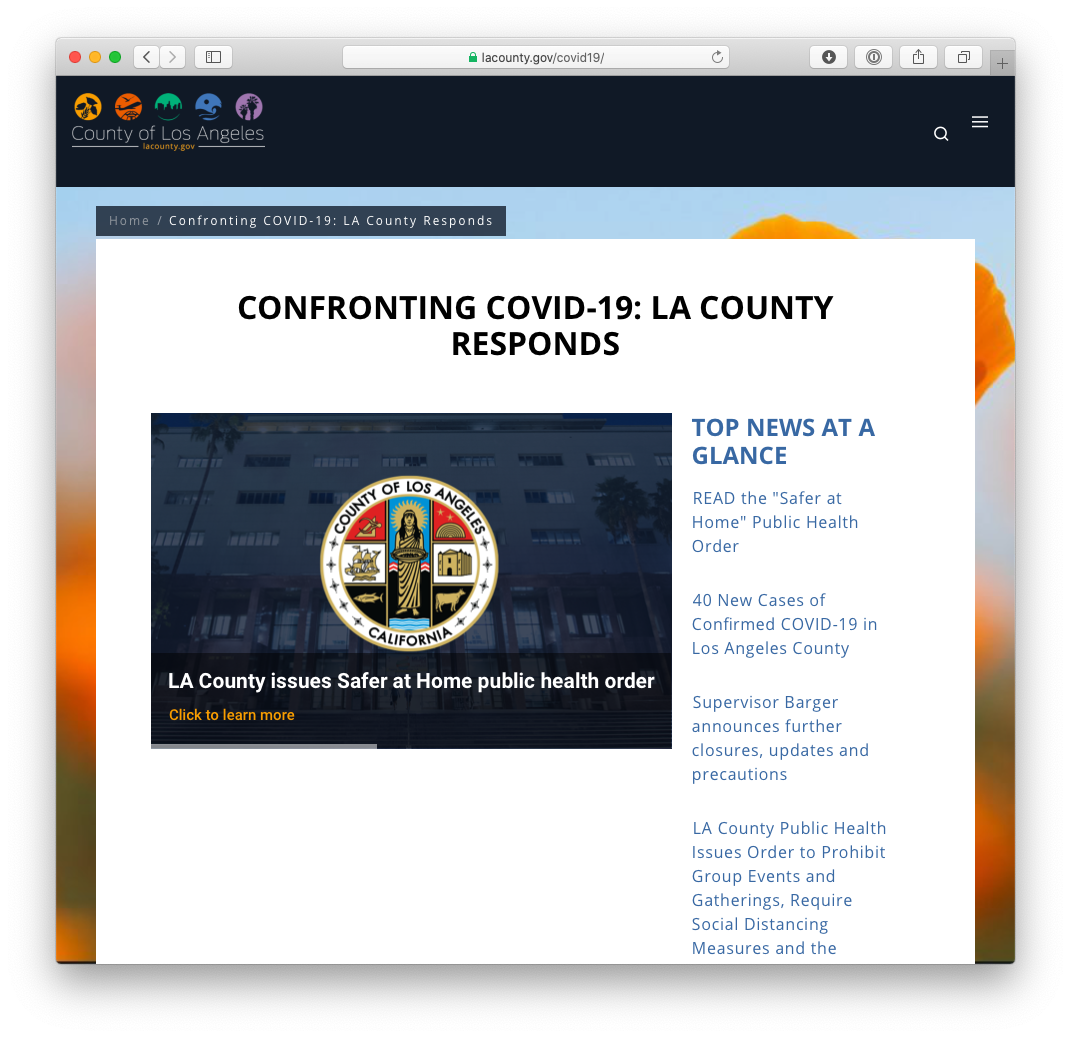 lacounty.gov/covid19/
County of Los Angeles
lacounty.gov
Home / Confronting COVID-19: LA County Responds
CONFRONTING COVID-19: LA COUNTY
RESPONDS
COUNTY OF LOS ANGELES
CALIFORNIA
LA County issues Safer at Home public health order
Click to learn more
TOP NEWS AT A
GLANCE
READ the "Safer at
Home" Public Health
Order
40 New Cases of
Confirmed COVID-19 in
Los Angeles County
Supervisor Barger
announces further
closures, updates and
precautions
LA County Public Health
Issues Order to Prohibit
Group Events and
Gatherings, Require
Social Distancing
Measures and the